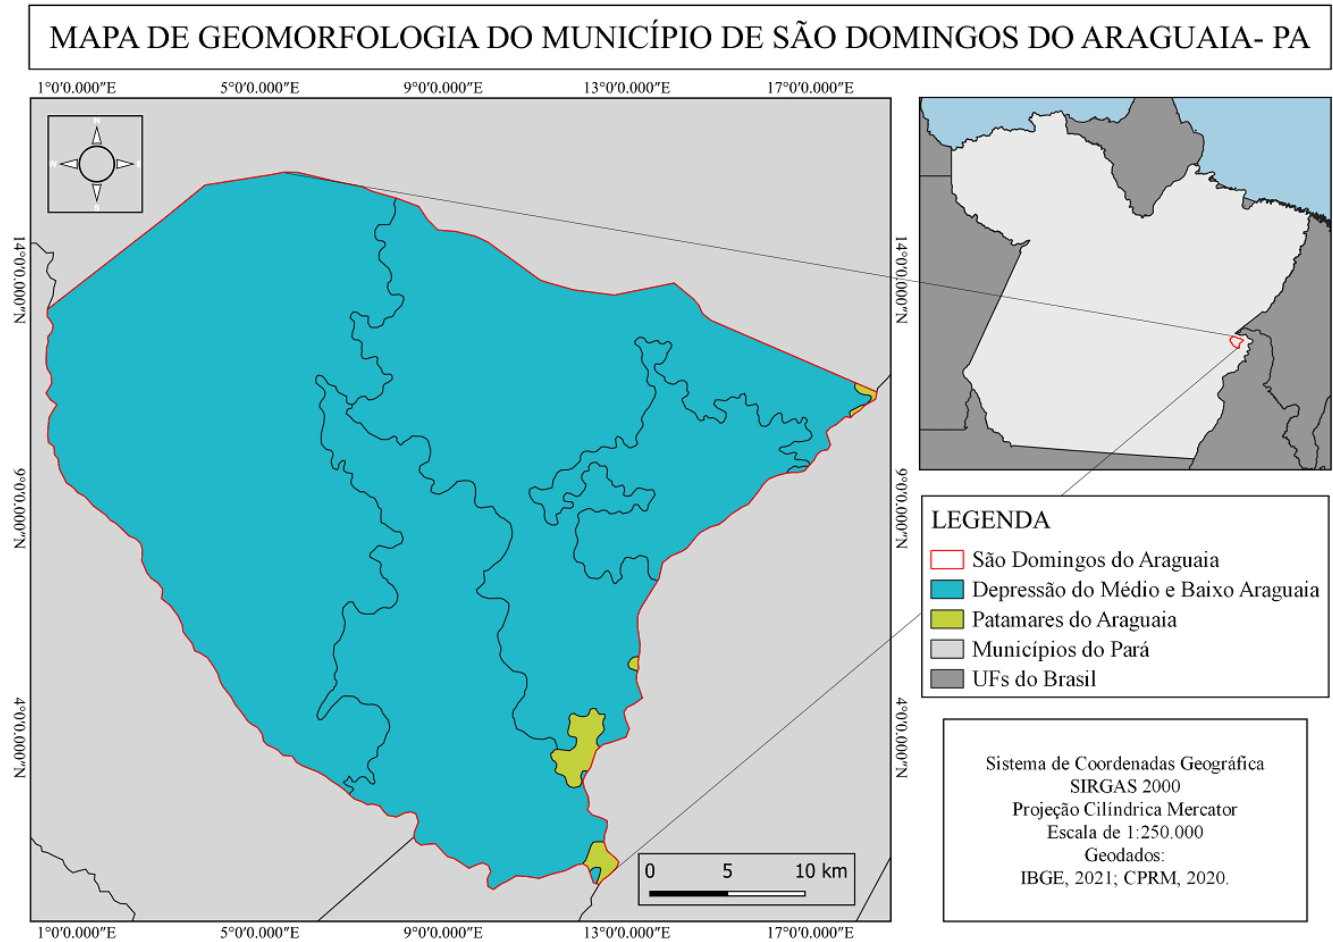 MAPA DE GEOMORFOLOGIA DO MUNICÍPIO DE SÃO DOMINGOS DO ARAGUAIA- PA
1°0'0.000"E 5°0'0.000"E 9°0'0.000"E 13°0'0.000"E 17°0'0.000"E
N
W E
S
14°0'0.000"N 14°0'0.000"N
9°0'0.000"N 9°0'0.000"N
4°0'0.000"N 4°0'0.000"N
0 5 10 km
1°0'0.000"E 5°0'0.000"E 9°0'0.000"E 13°0'0.000"E 17°0'0.000"E
LEGENDA
São Domingos do Araguaia
Depressão do Médio e Baixo Araguaia
Patamares do Araguaia
Municípios do Pará
UFs do Brasil
Sistema de Coordenadas Geográfica
SIRGAS 2000
Projeção Cilíndrica Mercator
Escala de 1:250.000
Geodados:
IBGE, 2021; CPRM, 2020.